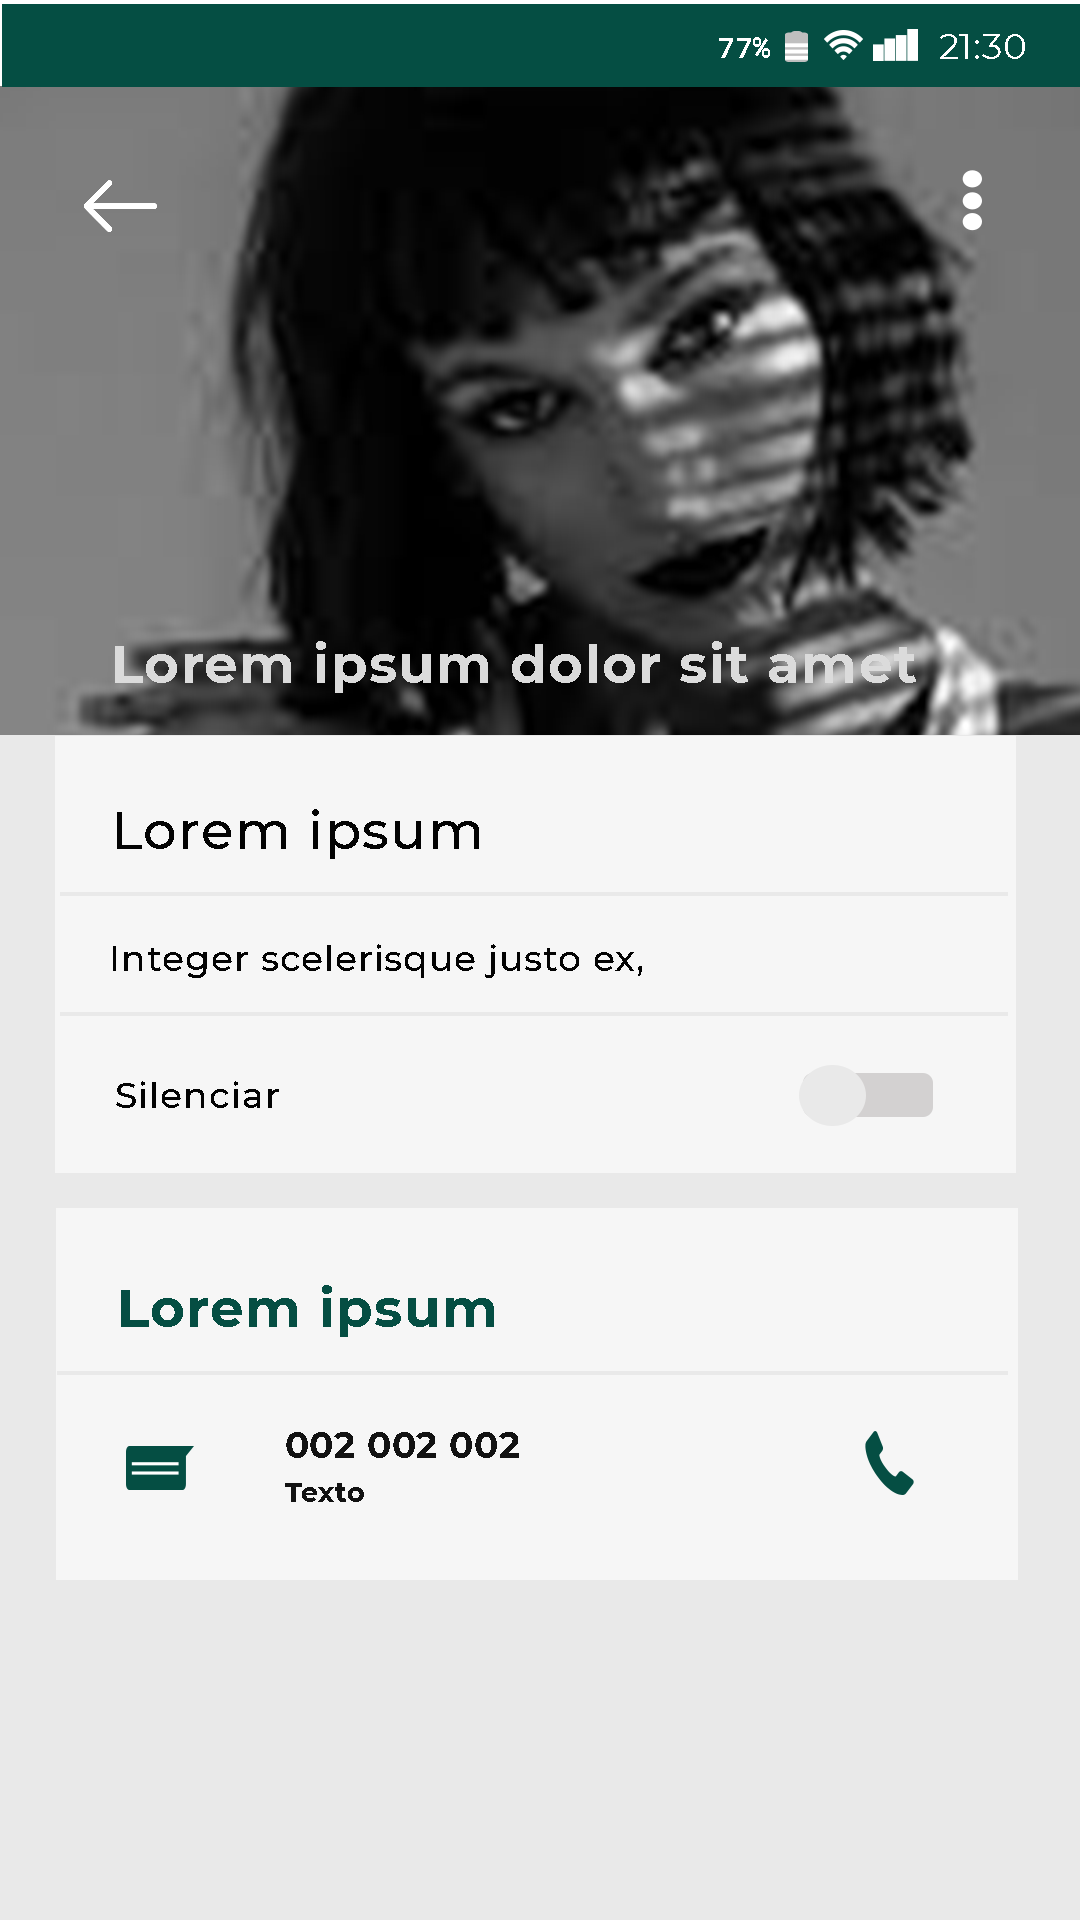 77% 21:30
Lorem ipsum dolor sit amet
Lorem ipsum
Integer scelerisque justo ex,
Silenciar
Lorem ipsum
002 002 002
Texto